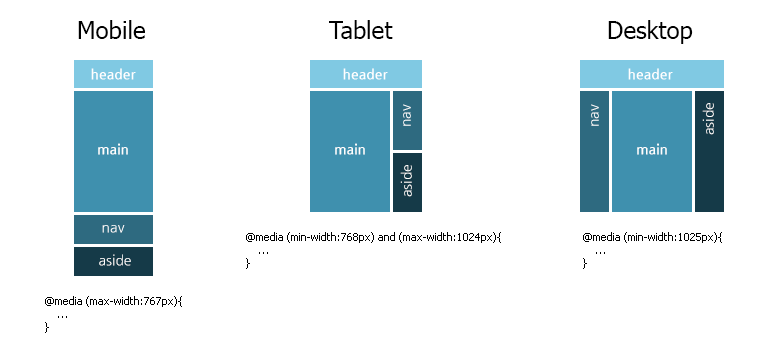 Mobile
header
main
nav
aside
@media (max-width:767px){
...
}
Tablet
header
main
nav
aside
@media (min-width:768px) and (max-width:1024px){
...
}
Desktop
header
nav
main
aside
@media (min-width:1025px){
...
}